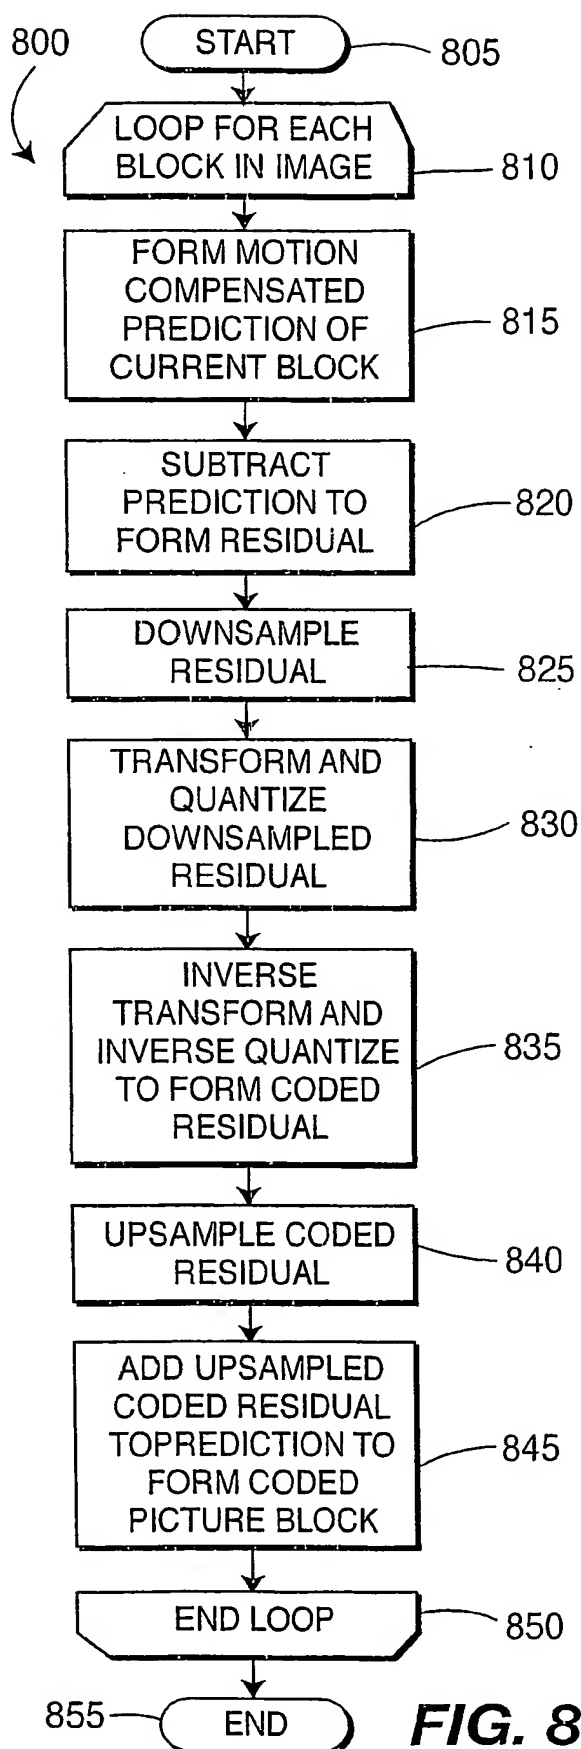 800
START
805
LOOP FOR EACH
BLOCK IN IMAGE
810
FORM MOTION
COMPENSATED
PREDICTION OF
CURRENT BLOCK
815
SUBTRACT
PREDICTION TO
FORM RESIDUAL
820
DOWNSAMPLE
RESIDUAL
825
TRANSFORM AND
QUANTIZE
DOWNSAMPLED
RESIDUAL
830
INVERSE
TRANSFORM AND
INVERSE QUANTIZE
TO FORM CODED
RESIDUAL
835
UPSAMPLE CODED
RESIDUAL
840
ADD UPSAMPLED
CODED RESIDUAL
TOPREDICTION TO
FORM CODED
PICTURE BLOCK
845
END LOOP
850
855
END
FIG. 8